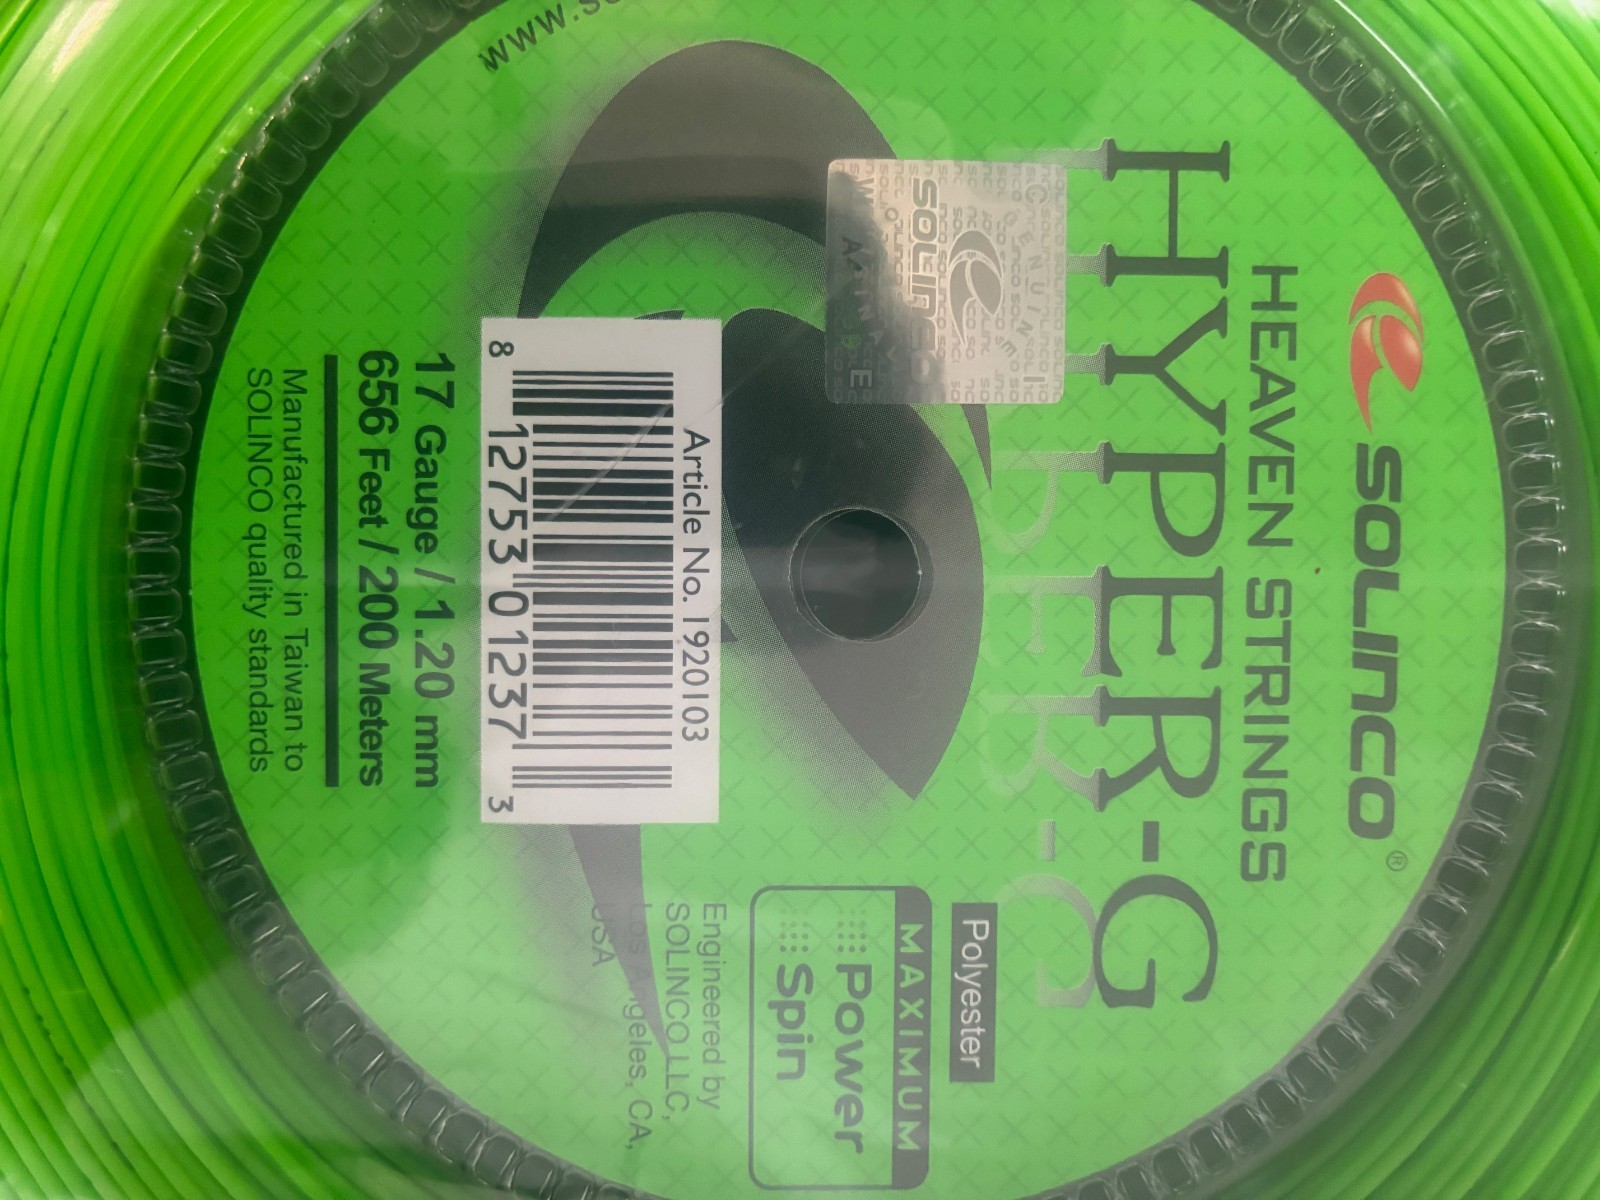 SOLINCO®
HEAVEN STRINGS
HYPER-G
GENUINE
SOLINCO
Polyester
MAXIMUM
Power
Spin
Engineered by
SOLINCO LLC,
Los Angeles, CA,
USA
Article No. 1920103
8 12753 01237 3
17 Gauge / 1.20 mm
656 Feet / 200 Meters
Manufactured in Taiwan to
SOLINCO quality standards